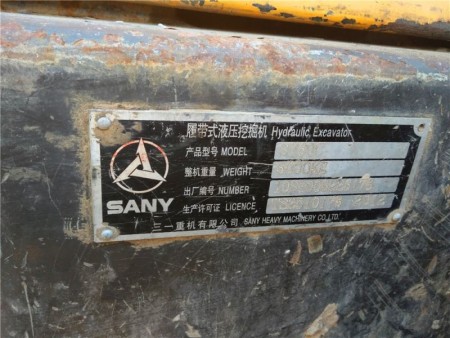 履带式液压挖掘机 Hydraulic Excavator
产品型号 MODEL
整机重量 WEIGHT
出厂编号 NUMBER
生产许可证 LICENCE
SANY
三一重机有限公司 SANY HEAVY MACHINERY CO.,LTD.